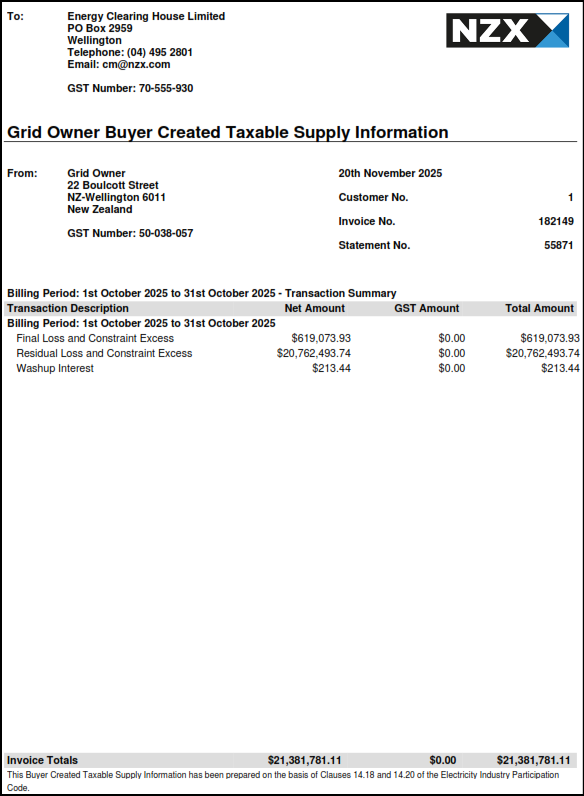 To: Energy Clearing House Limited
PO Box 2959
Wellington
Telephone: (04) 495 2801
Email: cm@nzx.com
GST Number: 70-555-930
NZX
Grid Owner Buyer Created Taxable Supply Information
From: Grid Owner
22 Boulcott Street
NZ-Wellington 6011
New Zealand
GST Number: 50-038-057
20th November 2025
Customer No. 1
Invoice No. 182149
Statement No. 55871
Billing Period: 1st October 2025 to 31st October 2025 - Transaction Summary
Transaction Description Net Amount GST Amount Total Amount
Billing Period: 1st October 2025 to 31st October 2025
Final Loss and Constraint Excess $619,073.93 $0.00 $619,073.93
Residual Loss and Constraint Excess $20,762,493.74 $0.00 $20,762,493.74
Washup Interest $213.44 $0.00 $213.44
Invoice Totals $21,381,781.11 $0.00 $21,381,781.11
This Buyer Created Taxable Supply Information has been prepared on the basis of Clauses 14.18 and 14.20 of the Electricity Industry Participation
Code.